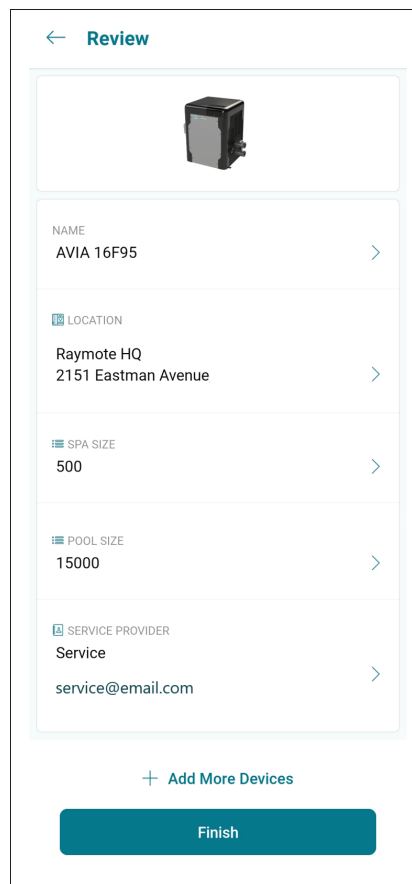 Review
NAME
AVIA 16F95
LOCATION
Raymote HQ
2151 Eastman Avenue
SPA SIZE
500
POOL SIZE
15000
SERVICE PROVIDER
Service
service@email.com
Add More Devices
Finish